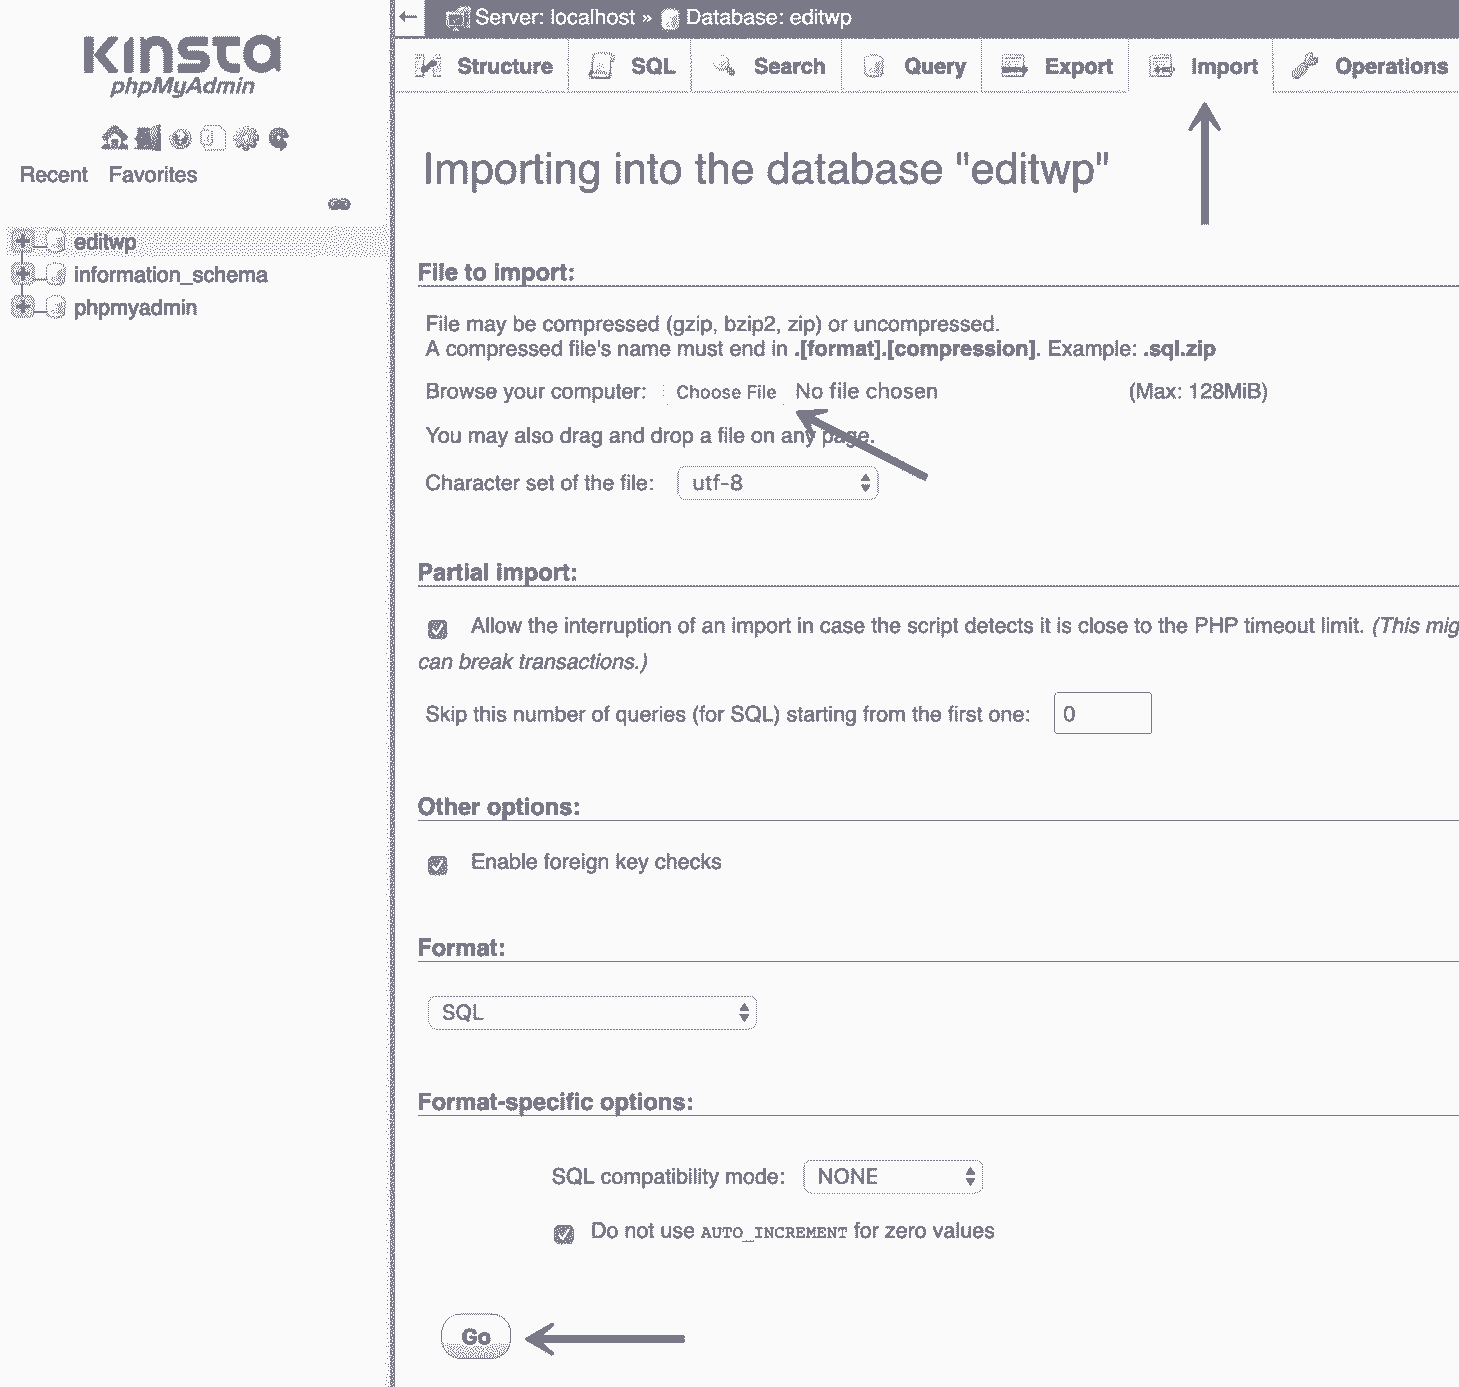 KINSTA
phpMyAdmin
Recent Favorites
editwp
information_schema
phpmyadmin
Server: localhost » Database: editwp
Structure SQL Search Query Export Import Operations
Importing into the database "editwp"
File to import:
File may be compressed (gzip, bzip2, zip) or uncompressed.
A compressed file's name must end in .[format].[compression]. Example: .sql.zip
Browse your computer: Choose File No file chosen (Max: 128MiB)
You may also drag and drop a file on any page.
Character set of the file: utf-8
Partial import:
Allow the interruption of an import in case the script detects it is close to the PHP timeout limit. (This mig
can break transactions.)
Skip this number of queries (for SQL) starting from the first one: 0
Other options:
Enable foreign key checks
Format:
SQL
Format-specific options:
SQL compatibility mode: NONE
Do not use AUTO_INCREMENT for zero values
Go